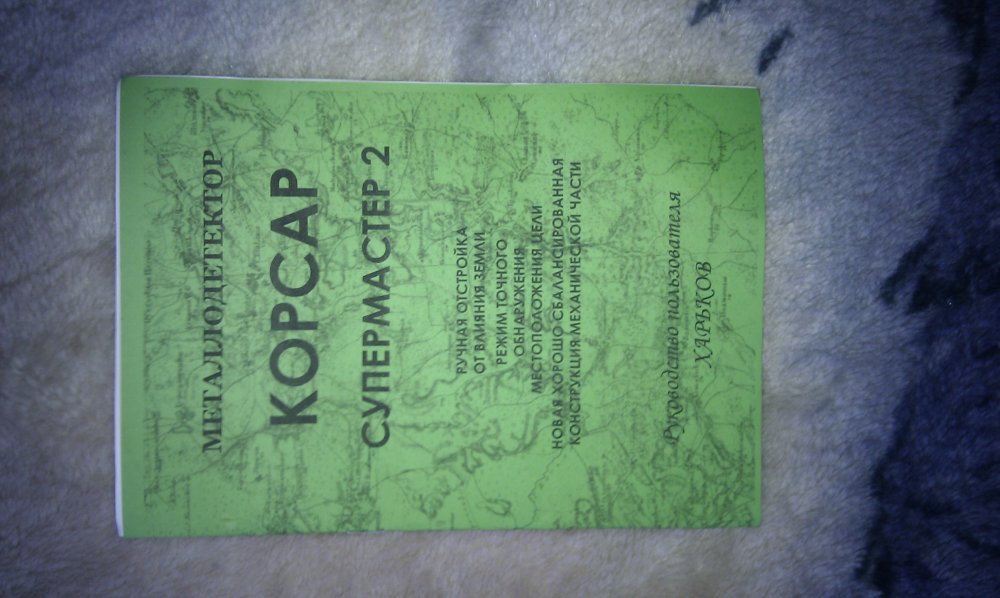 МЕТАЛЛОДЕТЕКТОР
КОРСАР
СУПЕРМАСТЕР 2
РУЧНАЯ ОТСТРОЙКА
ОТ ВЛИЯНИЯ ЗЕМЛИ
РЕЖИМ ТОЧНОГО
ОБНАРУЖЕНИЯ
МЕСТОПОЛОЖЕНИЯ ЦЕЛИ
НОВАЯ ХОРОШО СБАЛАНСИРОВАННАЯ
КОНСТРУКЦИЯ МЕХАНИЧЕСКОЙ ЧАСТИ
Руководство пользователя
ХАРЬКОВ